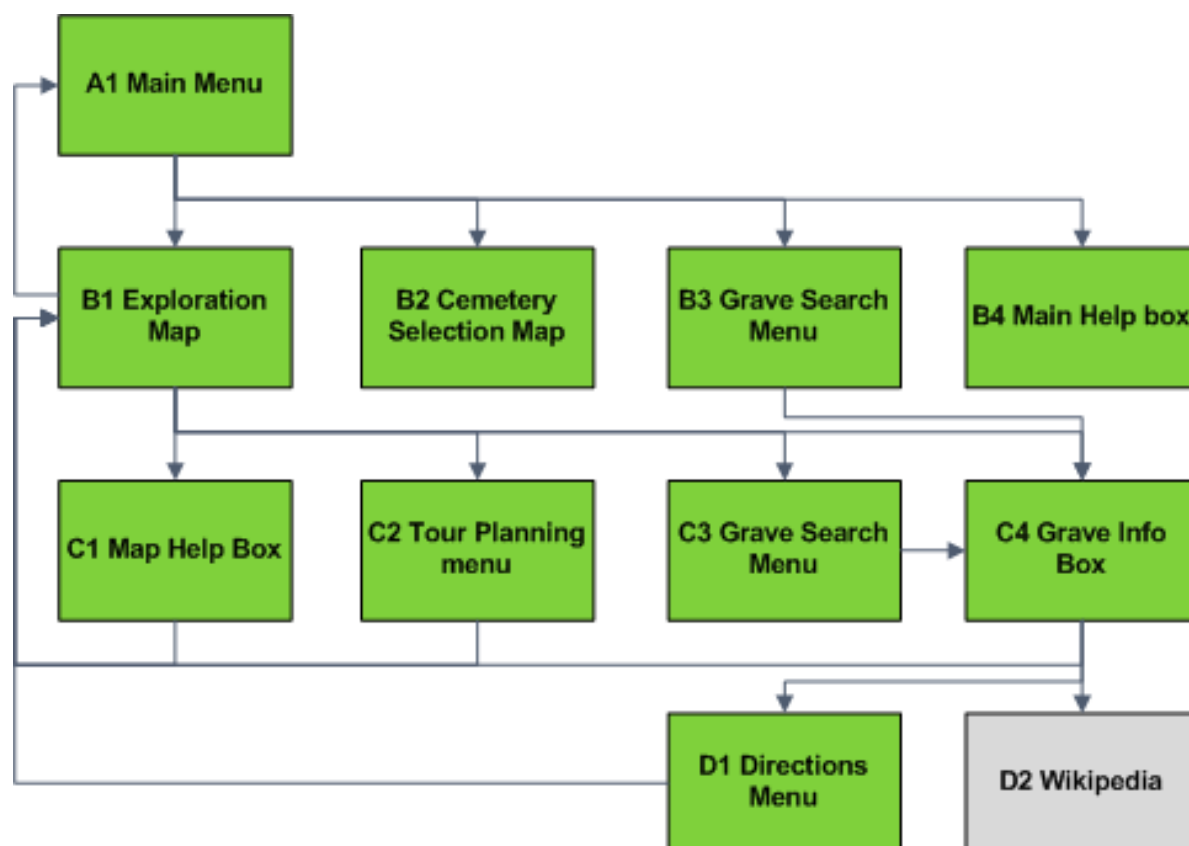 A1 Main Menu
B1 Exploration
Map
B2 Cemetery
Selection Map
B3 Grave Search
Menu
B4 Main Help box
C1 Map Help Box
C2 Tour Planning
menu
C3 Grave Search
Menu
C4 Grave Info
Box
D1 Directions
Menu
D2 Wikipedia